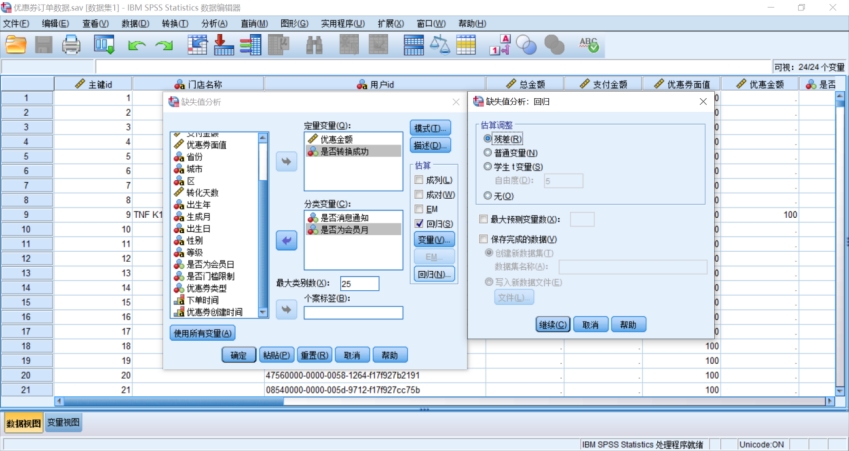 优惠券订单数据.sav [数据集1] - IBM SPSS Statistics 数据编辑器
文件(F) 编辑(E) 查看(V) 数据(D) 转换(T) 分析(A) 直销(M) 图形(G) 实用程序(U) 扩展(X) 窗口(W) 帮助(H)
可视：24/24 个变量
主键id 门店名称 用户id 总金额 支付金额 优惠券面值 优惠金额 是否
1 1
2 2
3 3
4 4
5 5
6 6
7 7
8 8
9 9 TNF K1 100
10 10
11 11
12 12
13 13
14 14
15 15
16 16
17 17
18 18 100
19 19 100
20 20 47560000-0000-0058-1264-f17f927b2191 100
21 21 08540000-0000-005d-9712-f17f927cc75b 100
缺失值分析
支付金额
优惠券面值
省份
城市
区
转化天数
出生年
生成月
出生日
性别
等级
是否为会员日
是否门槛限制
优惠券类型
下单时间
优惠券创建时间
使用所有变量(A)
定量变量(Q):
优惠金额
是否转换成功
分类变量(C):
是否消息通知
是否为会员月
最大类别数(X): 25
个案标签(B):
模式(T)...
描述(D)...
估算
成列(L)
成对(W)
EM
回归(S)
变量(V)...
EM...
回归(N)...
确定 粘贴(P) 重置(R) 取消 帮助
缺失值分析: 回归
估算调整
残差(R)
普通变量(N)
学生 t 变量(S)
自由度(D): 5
无(O)
最大预测变量数(X):
保存完成的数据(V)
创建新数据集(T)
数据集名称(A):
写入新数据文件(E)
文件(L)...
继续(C) 取消 帮助
数据视图 变量视图
IBM SPSS Statistics 处理程序就绪 Unicode:ON